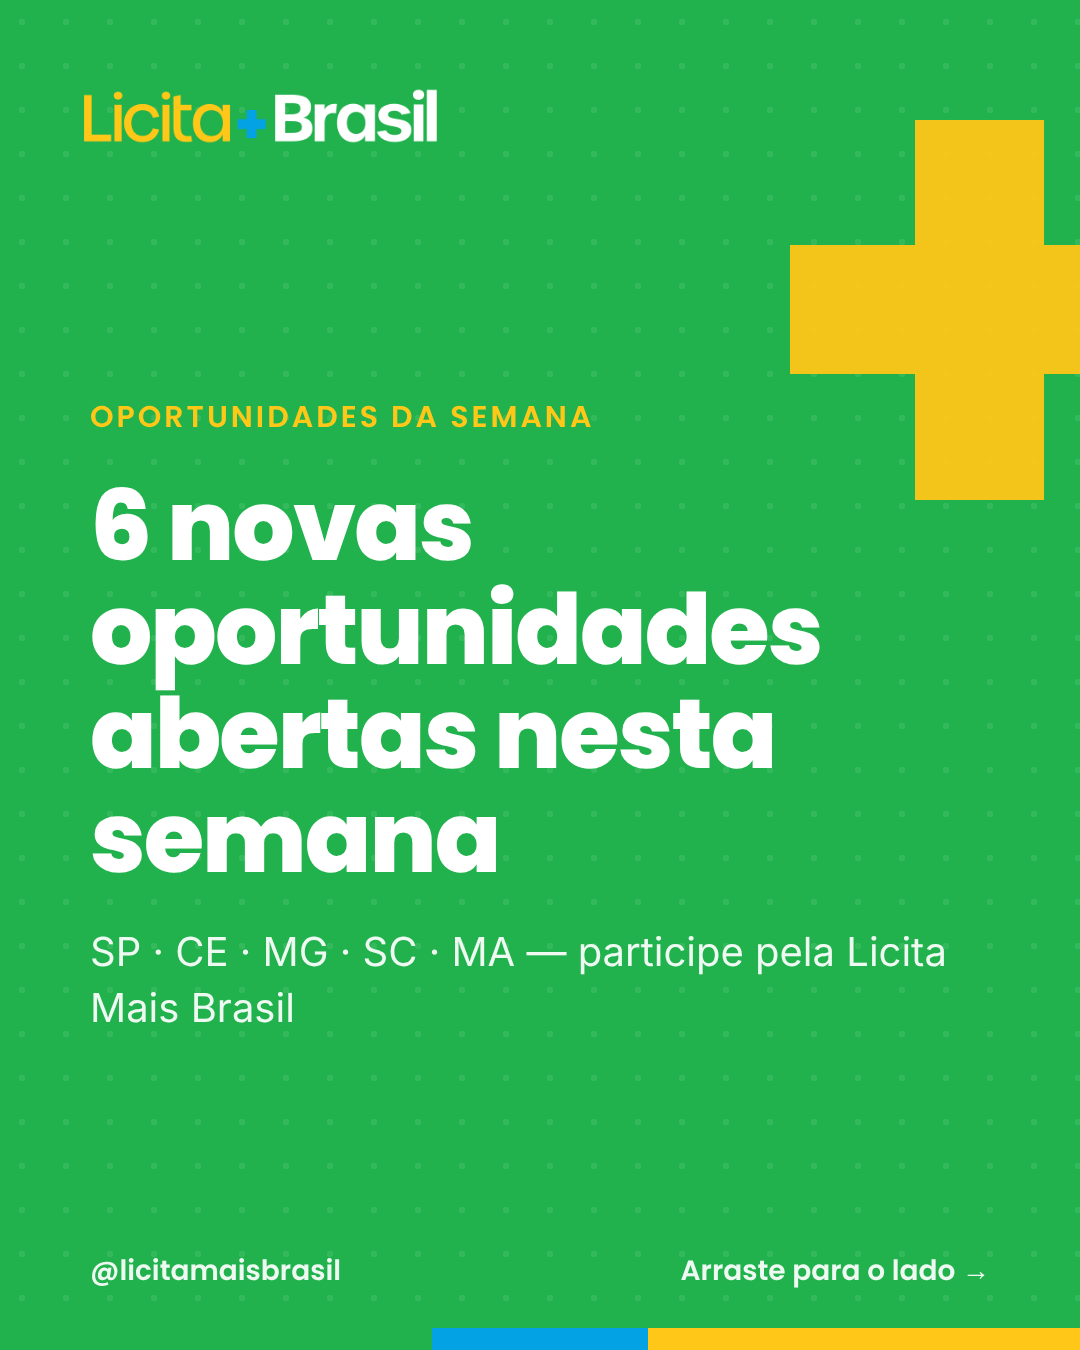 Licita+Brasil
OPORTUNIDADES DA SEMANA
6 novas
oportunidades
abertas nesta
semana
SP · CE · MG · SC · MA — participe pela Licita
Mais Brasil
@licitamaisbrasil
Arraste para o lado →